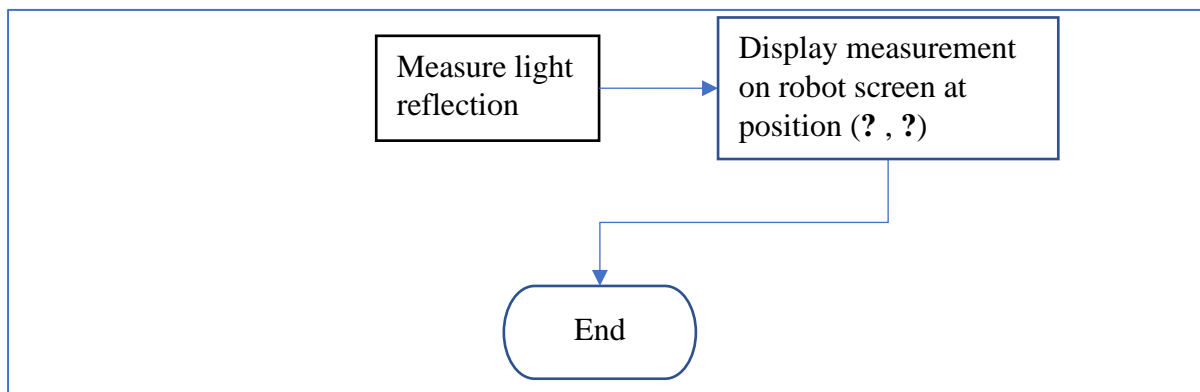 Measure light
reflection
Display measurement
on robot screen at
position (? , ?)
End